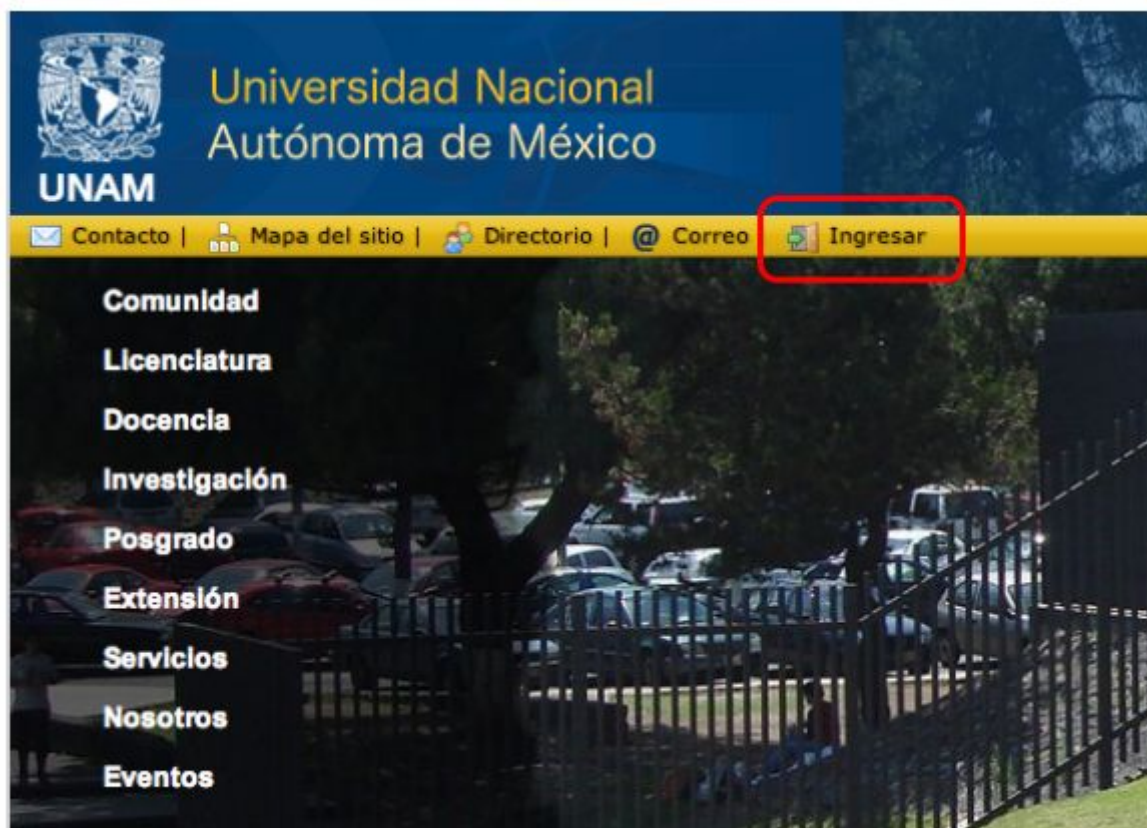 Universidad Nacional
Autónoma de México
UNAM
Contacto | Mapa del sitio | Directorio | @ Correo Ingresar
Comunidad
Licenciatura
Docencia
Investigación
Posgrado
Extensión
Servicios
Nosotros
Eventos